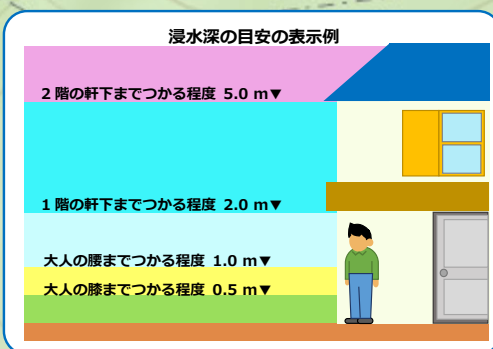 浸水深の目安の表示例
2階の軒下までつかる程度 5.0 m▼
1階の軒下までつかる程度 2.0 m▼
大人の腰までつかる程度 1.0 m▼
大人の膝までつかる程度 0.5 m▼